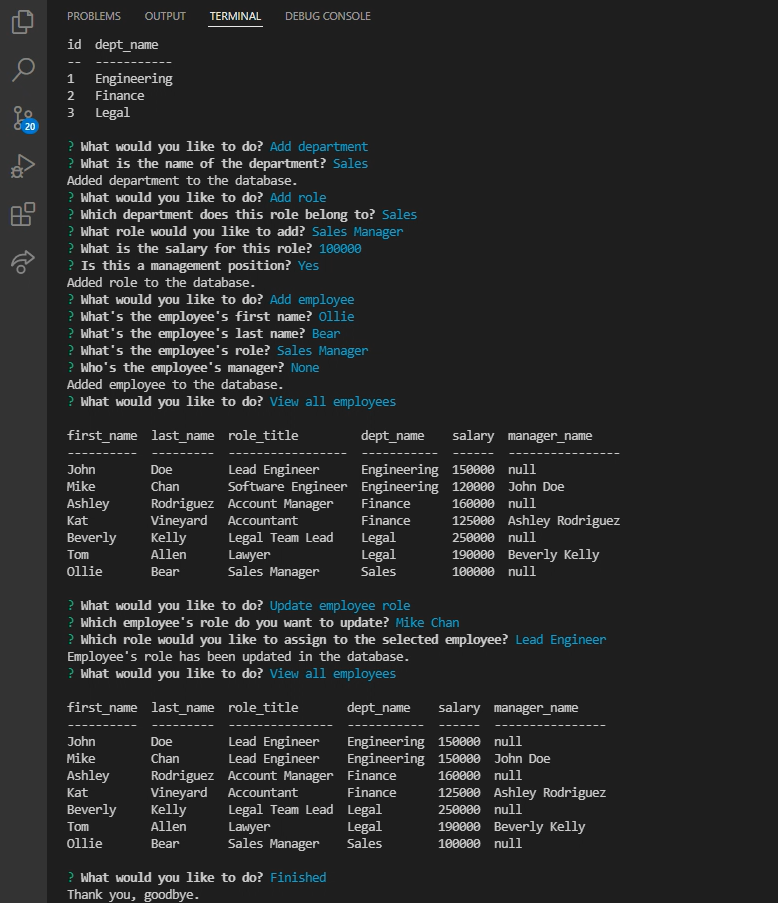 PROBLEMS OUTPUT TERMINAL DEBUG CONSOLE
id dept_name
-- -----------
1 Engineering
2 Finance
3 Legal
20
? What would you like to do? Add department
? What is the name of the department? Sales
Added department to the database.
? What would you like to do? Add role
? Which department does this role belong to? Sales
? What role would you like to add? Sales Manager
? What is the salary for this role? 100000
? Is this a management position? Yes
Added role to the database.
? What would you like to do? Add employee
? What's the employee's first name? Ollie
? What's the employee's last name? Bear
? What's the employee's role? Sales Manager
? Who's the employee's manager? None
Added employee to the database.
? What would you like to do? View all employees
first_name last_name role_title dept_name salary manager_name
---------- --------- ----------------- ----------- ------ ----------------
John Doe Lead Engineer Engineering 150000 null
Mike Chan Software Engineer Engineering 120000 John Doe
Ashley Rodriguez Account Manager Finance 160000 null
Kat Vineyard Accountant Finance 125000 Ashley Rodriguez
Beverly Kelly Legal Team Lead Legal 250000 null
Tom Allen Lawyer Legal 190000 Beverly Kelly
Ollie Bear Sales Manager Sales 100000 null
? What would you like to do? Update employee role
? Which employee's role do you want to update? Mike Chan
? Which role would you like to assign to the selected employee? Lead Engineer
Employee's role has been updated in the database.
? What would you like to do? View all employees
first_name last_name role_title dept_name salary manager_name
---------- --------- --------------- ----------- ------ ----------------
John Doe Lead Engineer Engineering 150000 null
Mike Chan Lead Engineer Engineering 150000 John Doe
Ashley Rodriguez Account Manager Finance 160000 null
Kat Vineyard Accountant Finance 125000 Ashley Rodriguez
Beverly Kelly Legal Team Lead Legal 250000 null
Tom Allen Lawyer Legal 190000 Beverly Kelly
Ollie Bear Sales Manager Sales 100000 null
? What would you like to do? Finished
Thank you, goodbye.